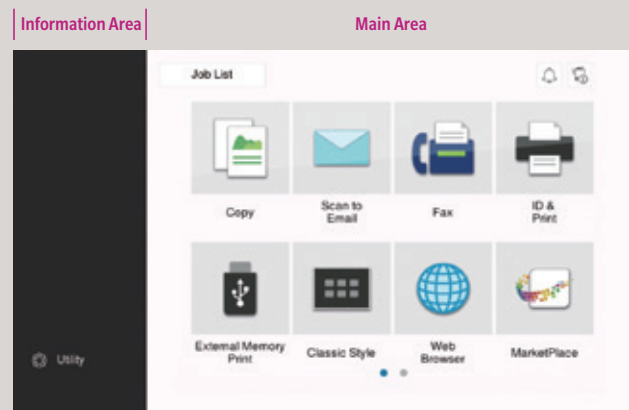 Information Area
Main Area
Job List
Copy
Scan to
Email
Fax
ID &
Print
External Memory
Print
Classic Style
Web
Browser
MarketPlace
Utility